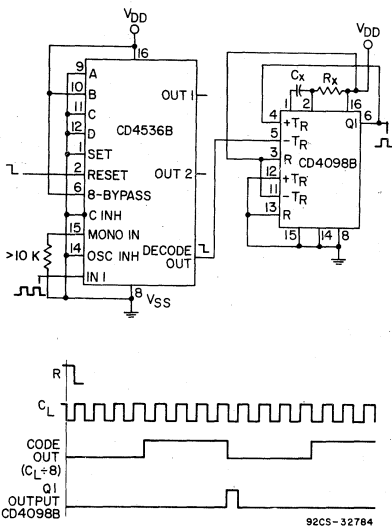 VDD
16
9 A
10 B
11 C
12 D
1 SET
2 RESET
6 8-BYPASS
C INH
15 MONO IN
14 OSC INH
IN 1
>10 K
CD4536B
OUT 1
OUT 2
DECODE
OUT
8 VSS
VDD
CX RX
1 2 16
4 +TR
5 -TR
3 R
12 +TR
11 -TR
13 R
Q1 6
CD4098B
15 14 8
R
CL
CODE
OUT
(CL÷8)
Q1
OUTPUT
CD4098B
92CS-32784